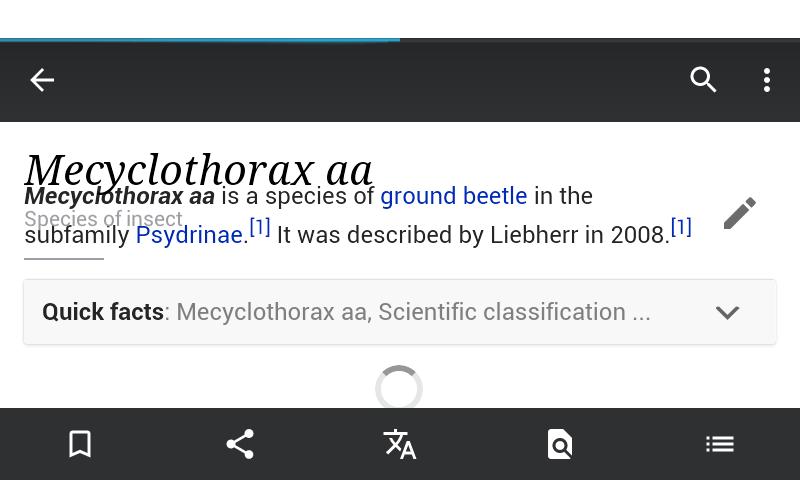 Mecyclothorax aa
Mecyclothorax aa is a species of ground beetle in the
Species of insect
subfamily Psydrinae.[1] It was described by Liebherr in 2008.[1]
Quick facts: Mecyclothorax aa, Scientific classification ...